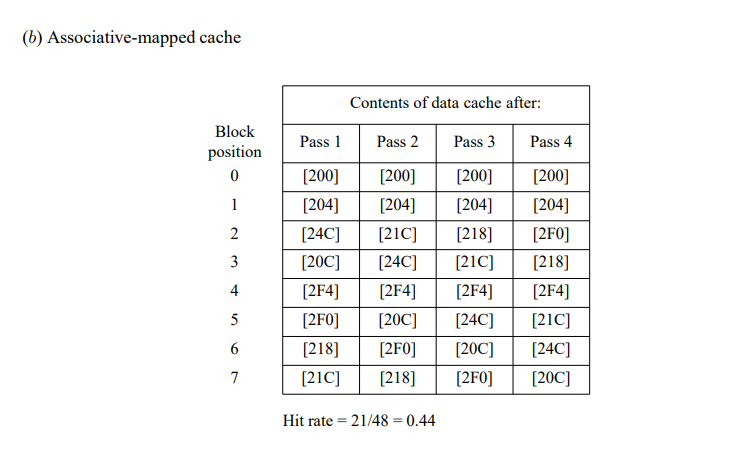 (b) Associative-mapped cache
Contents of data cache after:
Block position Pass 1 Pass 2 Pass 3 Pass 4
0 [200] [200] [200] [200]
1 [204] [204] [204] [204]
2 [24C] [21C] [218] [2F0]
3 [20C] [24C] [21C] [218]
4 [2F4] [2F4] [2F4] [2F4]
5 [2F0] [20C] [24C] [21C]
6 [218] [2F0] [20C] [24C]
7 [21C] [218] [2F0] [20C]
Hit rate = 21/48 = 0.44